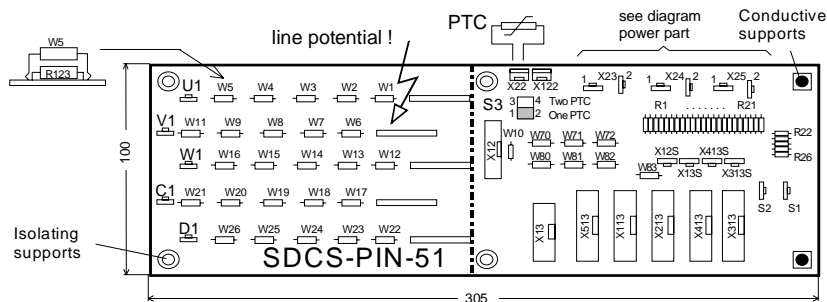 W5
R123
line potential !
PTC
see diagram
power part
Conductive
supports
U1
W5 W4 W3 W2 W1
X22 X122
1 X23 2
1 X24 2
1 X25 2
S3
3 4 Two PTC
1 2 One PTC
R1 . . . . . . . R21
V1
W11 W9 W8 W7 W6
X12
W10
W70 W71 W72
R22
R26
W1
W16 W15 W14 W13 W12
W80 W81 W82
W83
X12S X413S
X13S X313S
C1
W21 W20 W19 W18 W17
S2 S1
D1
W26 W25 W24 W23 W22
X13 X513 X113 X213 X413 X313
Isolating
supports
SDCS-PIN-51
100
305